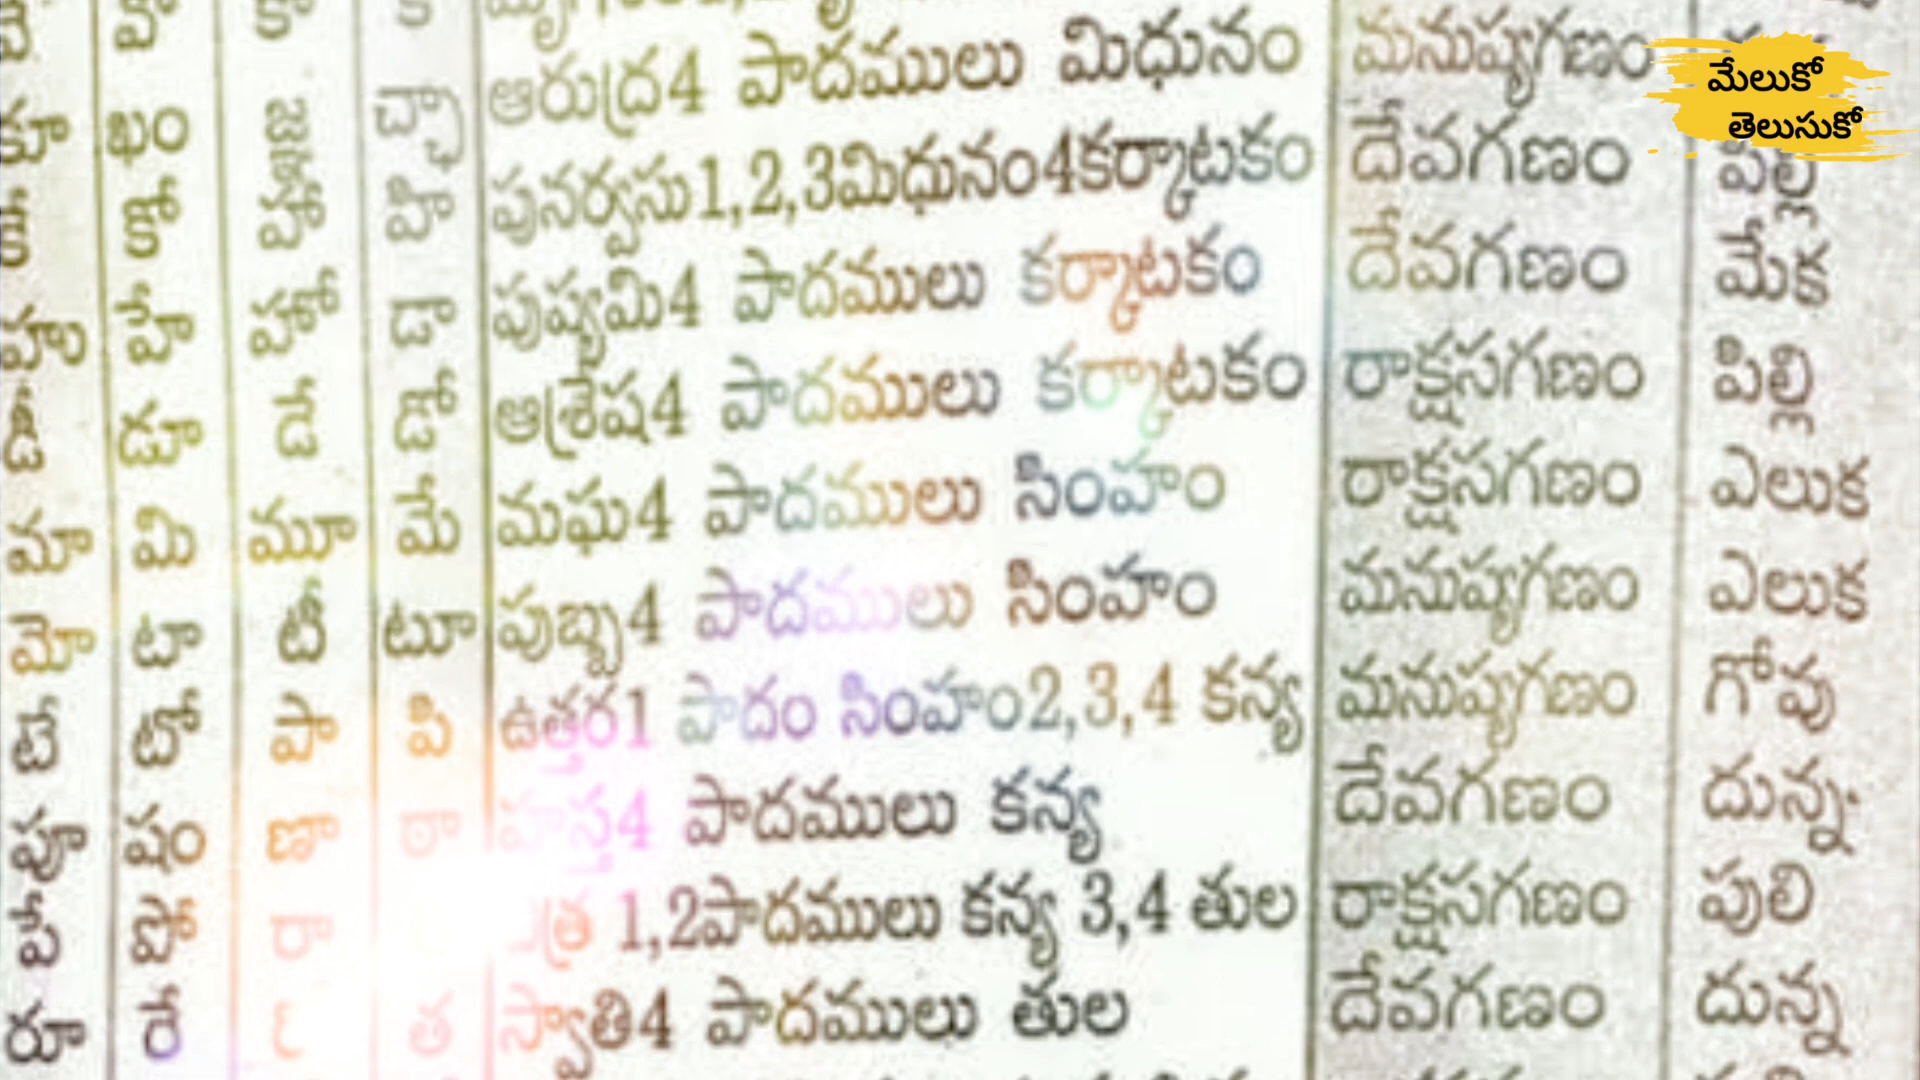 ఆరుద్ర4 పాదములు మిధునం మనుష్యగణం
మేలుకో
తెలుసుకో
కూ ఖం జ చ్ఛా పునర్వసు1,2,3మిధునం4కర్కాటకం దేవగణం పిల్లి
కే కో హా హి పుష్యమి4 పాదములు కర్కాటకం దేవగణం మేక
హు హే హో డా ఆశ్రేష4 పాదములు కర్కాటకం రాక్షసగణం పిల్లి
డీ డూ డే డో మఘ4 పాదములు సింహం రాక్షసగణం ఎలుక
మా మి మూ మే పుబ్బ4 పాదములు సింహం మనుష్యగణం ఎలుక
మో టా టీ టూ ఉత్తర1 పాదం సింహం2,3,4 కన్య మనుష్యగణం గోవు
టే టో పా పి హస్త4 పాదములు కన్య దేవగణం దున్న
పూ షం ణా ఠా 1,2పాదములు కన్య 3,4 తుల రాక్షసగణం పులి
పే పో రా స్వాతి4 పాదములు తుల దేవగణం దున్న
రూ రే త